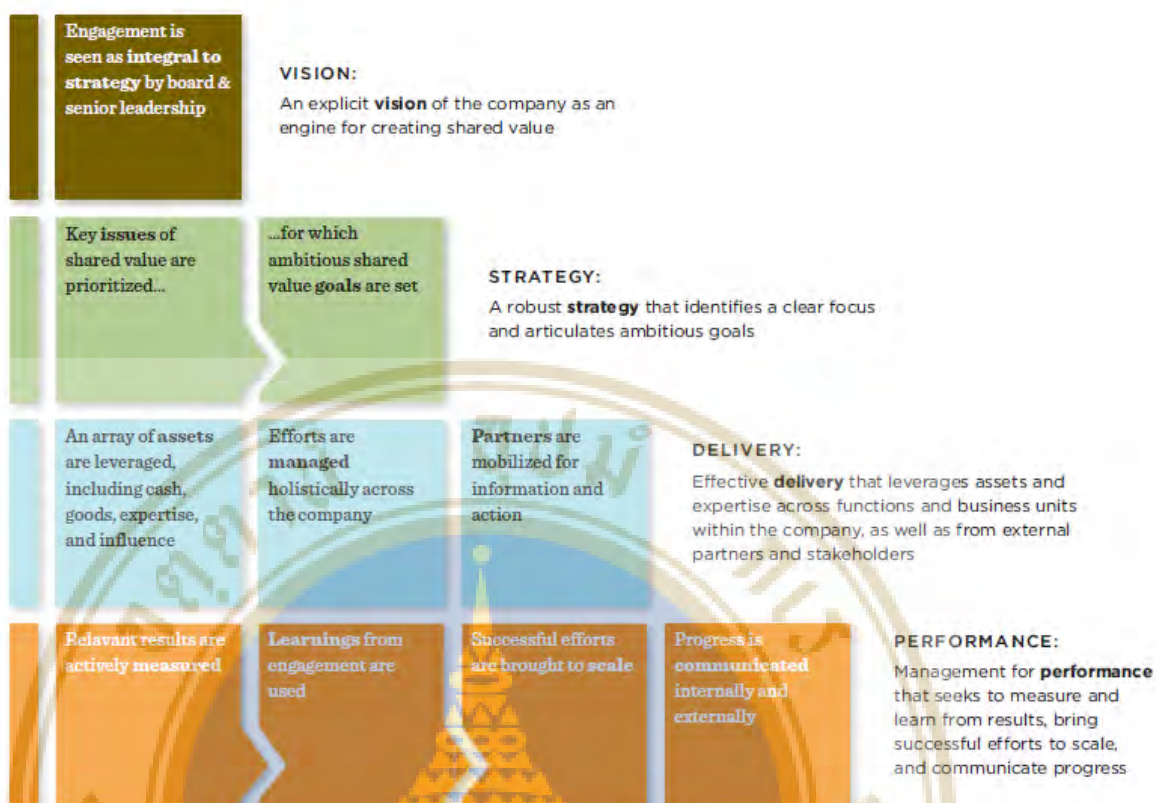 Engagement is
seen as integral to
strategy by board &
senior leadership
VISION:
An explicit vision of the company as an
engine for creating shared value
Key issues of
shared value are
prioritized...
...for which
ambitious shared
value goals are set
STRATEGY:
A robust strategy that identifies a clear focus
and articulates ambitious goals
An array of assets
are leveraged,
including cash,
goods, expertise,
and influence
Efforts are
managed
holistically across
the company
Partners are
mobilized for
information and
action
DELIVERY:
Effective delivery that leverages assets and
expertise across functions and business units
within the company, as well as from external
partners and stakeholders
Relavant results are
actively measured
Learnings from
engagement are
used
Successful efforts
are brought to scale
Progress is
communicated
internally and
externally
PERFORMANCE:
Management for performance
that seeks to measure and
learn from results, bring
successful efforts to scale,
and communicate progress